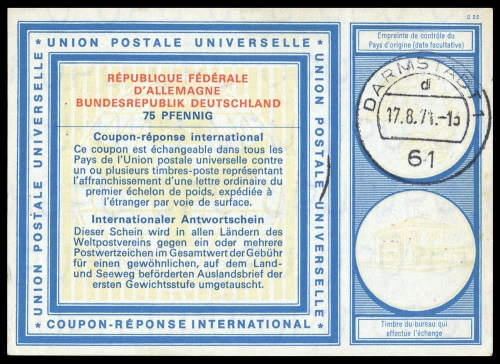 C 22
* UNION POSTALE UNIVERSELLE *
UNION POSTALE UNIVERSELLE
UNION POSTALE UNIVERSELLE
RÉPUBLIQUE FÉDÉRALE
D'ALLEMAGNE
BUNDESREPUBLIK DEUTSCHLAND
75 PFENNIG
Coupon-réponse international
Ce coupon est échangeable dans tous les
Pays de l'Union postale universelle contre
un ou plusieurs timbres-poste représentant
l'affranchissement d'une lettre ordinaire du
premier échelon de poids, expédiée à
l'étranger par voie de surface.
Internationaler Antwortschein
Dieser Schein wird in allen Ländern des
Weltpostvereins gegen ein oder mehrere
Postwertzeichen im Gesamtwert der Gebühr
für einen gewöhnlichen, auf dem Land-
und Seeweg beförderten Auslandsbrief der
ersten Gewichtsstufe umgetauscht.
* COUPON-RÉPONSE INTERNATIONAL *
Empreinte de contrôle du
Pays d'origine (date facultative)
DARMSTADT 1
di
17.8.71.-13
61
Timbre du bureau qui
effectue l'échange